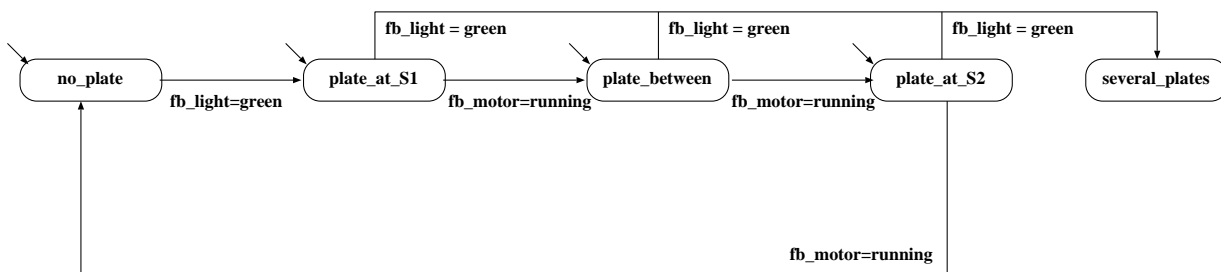 fb_light = green
fb_light = green
fb_light = green
no_plate
plate_at_S1
plate_between
plate_at_S2
several_plates
fb_light=green
fb_motor=running
fb_motor=running
fb_motor=running